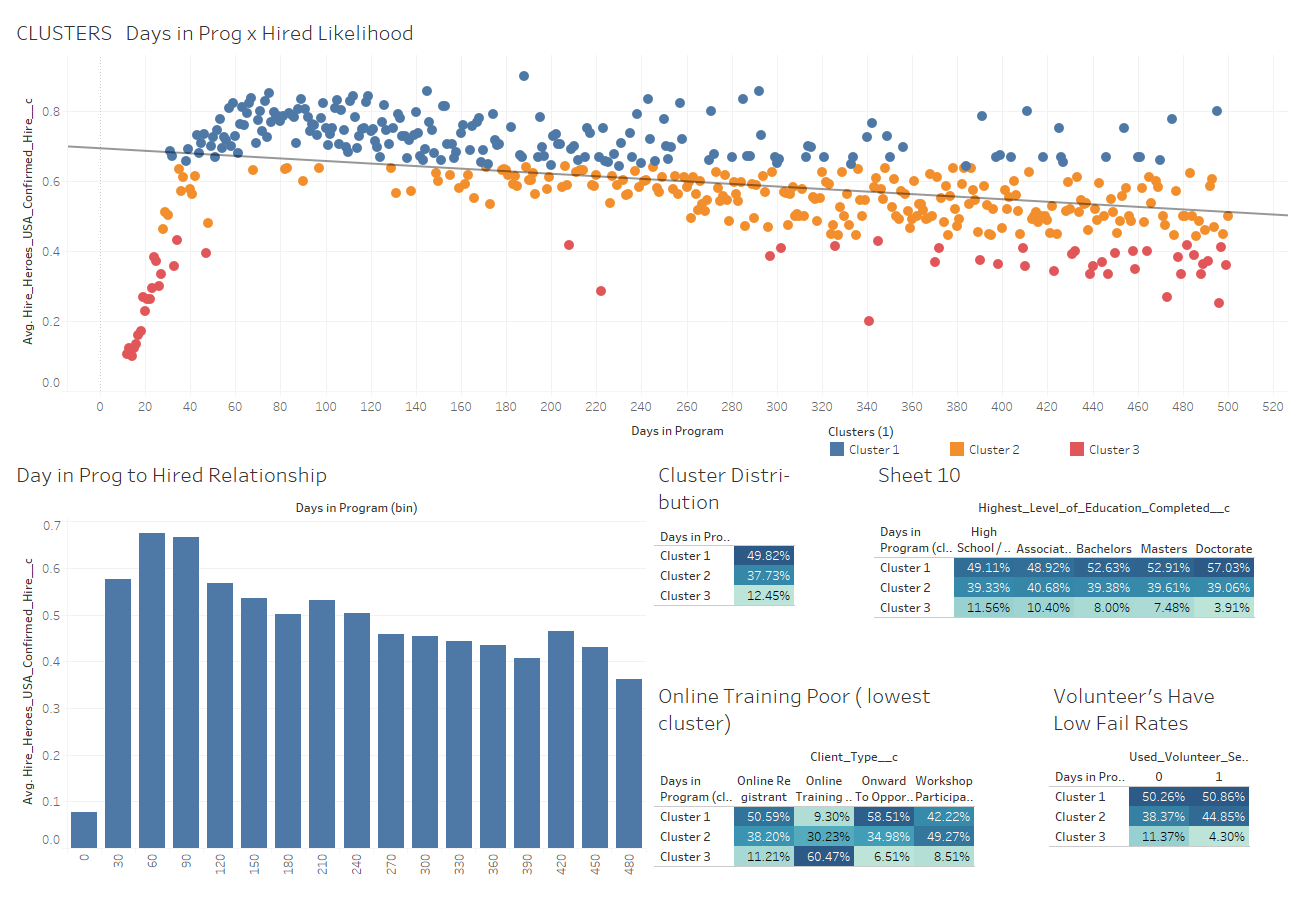 CLUSTERS   Days in Prog x Hired Likelihood
Avg. Hire_Heroes_USA_Confirmed_Hire__c
0.8
0.6
0.4
0.2
0.0
0 20 40 60 80 100 120 140 160 180 200 220 240 260 280 300 320 340 360 380 400 420 440 460 480 500 520
Days in Program
Clusters (1)
Cluster 1 Cluster 2 Cluster 3
Day in Prog to Hired Relationship
Days in Program (bin)
Avg. Hire_Heroes_USA_Confirmed_Hire__c
0.7
0.6
0.5
0.4
0.3
0.2
0.1
0.0
0 30 60 90 120 150 180 210 240 270 300 330 360 390 420 450 480
Cluster Distri-
bution
Days in Pro..
Cluster 1 49.82%
Cluster 2 37.73%
Cluster 3 12.45%
Sheet 10
Highest_Level_of_Education_Completed__c
Days in High
Program (cl.. School /.. Associat.. Bachelors Masters Doctorate
Cluster 1 49.11% 48.92% 52.63% 52.91% 57.03%
Cluster 2 39.33% 40.68% 39.38% 39.61% 39.06%
Cluster 3 11.56% 10.40% 8.00% 7.48% 3.91%
Online Training Poor ( lowest
cluster)
Client_Type__c
Days in Online Re Online Onward Workshop
Program (cl.. gistrant Training .. To Oppor.. Participa..
Cluster 1 50.59% 9.30% 58.51% 42.22%
Cluster 2 38.20% 30.23% 34.98% 49.27%
Cluster 3 11.21% 60.47% 6.51% 8.51%
Volunteer's Have
Low Fail Rates
Used_Volunteer_Se..
Days in Pro.. 0 1
Cluster 1 50.26% 50.86%
Cluster 2 38.37% 44.85%
Cluster 3 11.37% 4.30%